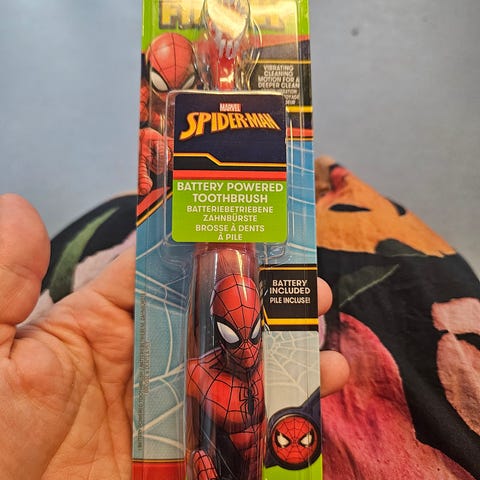 VIBRATING
CLEANING
MOTION FOR A
DEEPER CLEAN
MARVEL
SPIDER-MAN
BATTERY POWERED
TOOTHBRUSH
BATTERIEBETRIEBENE
ZAHNBÜRSTE
BROSSE À DENTS
À PILE
BATTERY
INCLUDED
PILE INCLUSE!